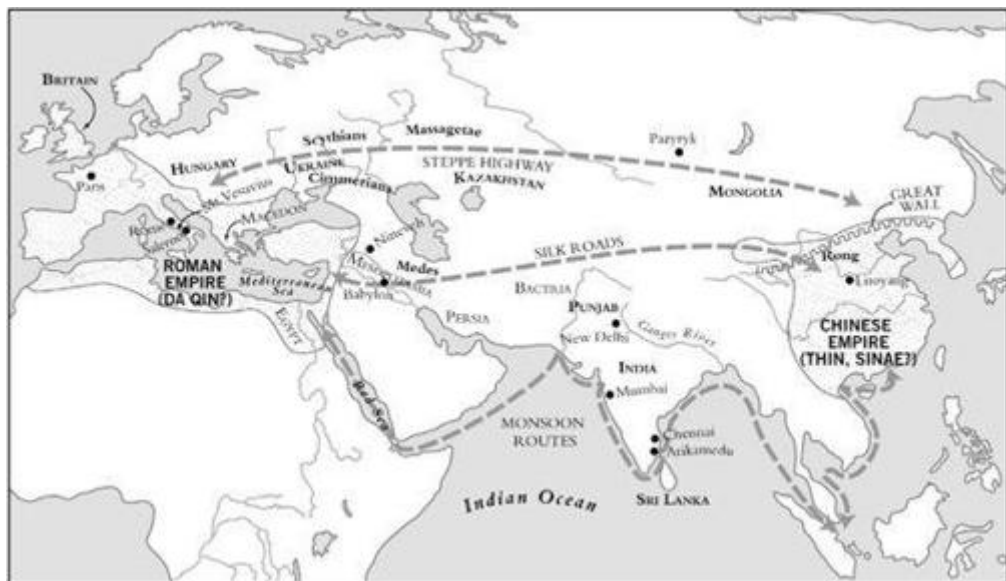 BRITAIN
Paris
HUNGARY
Scythians
Massagetae
UKRAINE
Cimmerians
STEPPE HIGHWAY
KAZAKHSTAN
Pazyryk
MONGOLIA
GREAT
WALL
Vesuvius
MACEDON
Rome
ROMAN
EMPIRE
(DA QIN?)
Mediterranean
Sea
EGYPT
Nineveh
Medes
Babylon
SILK ROADS
BACTRIA
PERSIA
PUNJAB
New Delhi
Ganges River
INDIA
Mumbai
Rong
Luoyang
CHINESE
EMPIRE
(THIN, SINAE?)
Red Sea
MONSOON
ROUTES
Chennai
Arikamedu
SRI LANKA
Indian Ocean